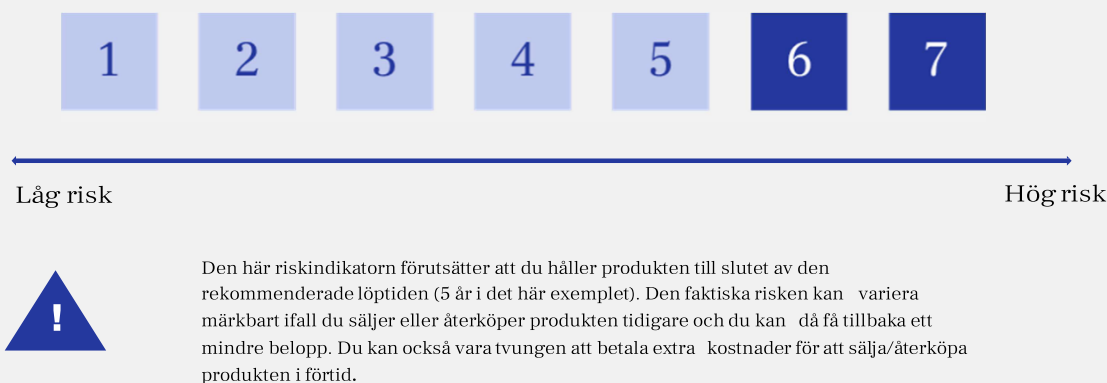 1 2 3 4 5 6 7
Låg risk Hög risk
!
Den här riskindikatorn förutsätter att du håller produkten till slutet av den
rekommenderade löptiden (5 år i det här exemplet). Den faktiska risken kan variera
märkbart ifall du säljer eller återköper produkten tidigare och du kan då få tillbaka ett
mindre belopp. Du kan också vara tvungen att betala extra kostnader för att sälja/återköpa
produkten i förtid.